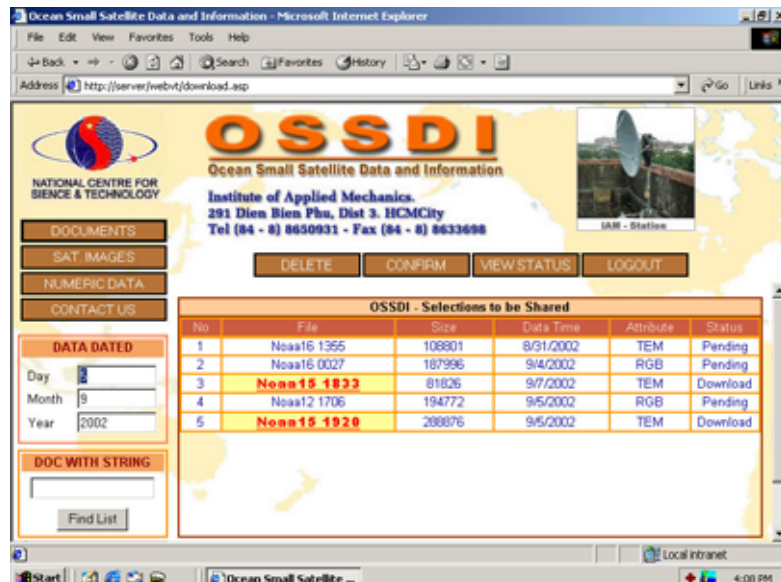 Ocean Small Satellite Data and Information - Microsoft Internet Explorer
File Edit View Favorites Tools Help
Back Search Favorites History
Address http://server/webvt/download.asp Go Links
OSSDI
Ocean Small Satellite Data and Information
NATIONAL CENTRE FOR
SIENCE & TECHNOLOGY
Institute of Applied Mechanics.
291 Dien Bien Phu, Dist 3. HCMCity
Tel (84 - 8) 8650931 - Fax (84 - 8) 8633698
IAM - Station
DOCUMENTS
SAT. IMAGES
NUMERIC DATA
CONTACT US
DELETE CONFIRM VIEW STATUS LOGOUT
OSSDI - Selections to be Shared
No File Size Data Time Attribute Status
1 Noaa16 1355 108801 8/31/2002 TEM Pending
2 Noaa16 0027 187996 9/4/2002 RGB Pending
3 Noaa15 1833 81826 9/7/2002 TEM Download
4 Noaa12 1706 194772 9/5/2002 RGB Pending
5 Noaa15 1920 288876 9/5/2002 TEM Download
DATA DATED
Day
Month 9
Year 2002
DOC WITH STRING
Find List
Local intranet
Start Ocean Small Satellite ... 4:00 PM